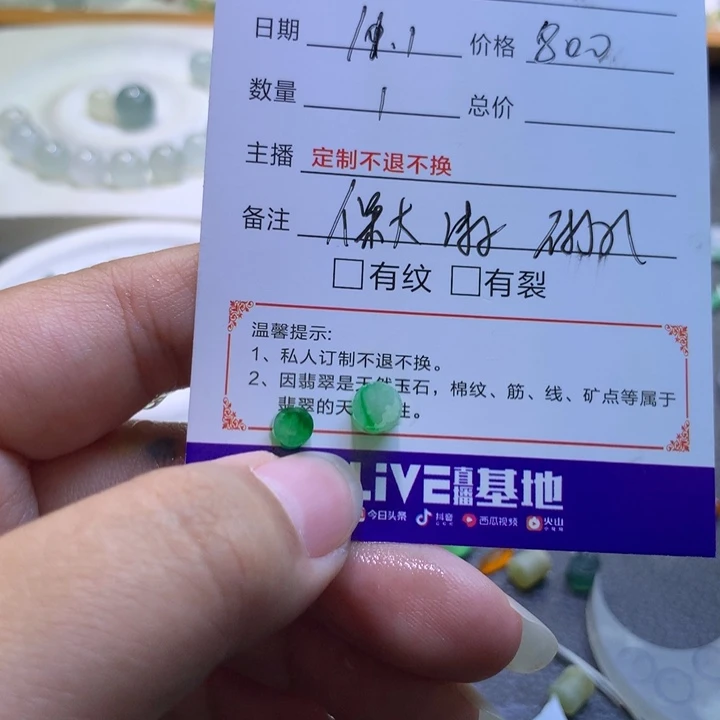 日期 价格 800
数量 1 总价
主播 定制不退不换
备注 保大
□有纹 □有裂
温馨提示:
1、私人订制不退不换。
2、因翡翠是天然玉石，棉纹、筋、线、矿点等属于
翡翠的天 性。
LiVE直播基地
今日头条 抖音 西瓜视频 火山